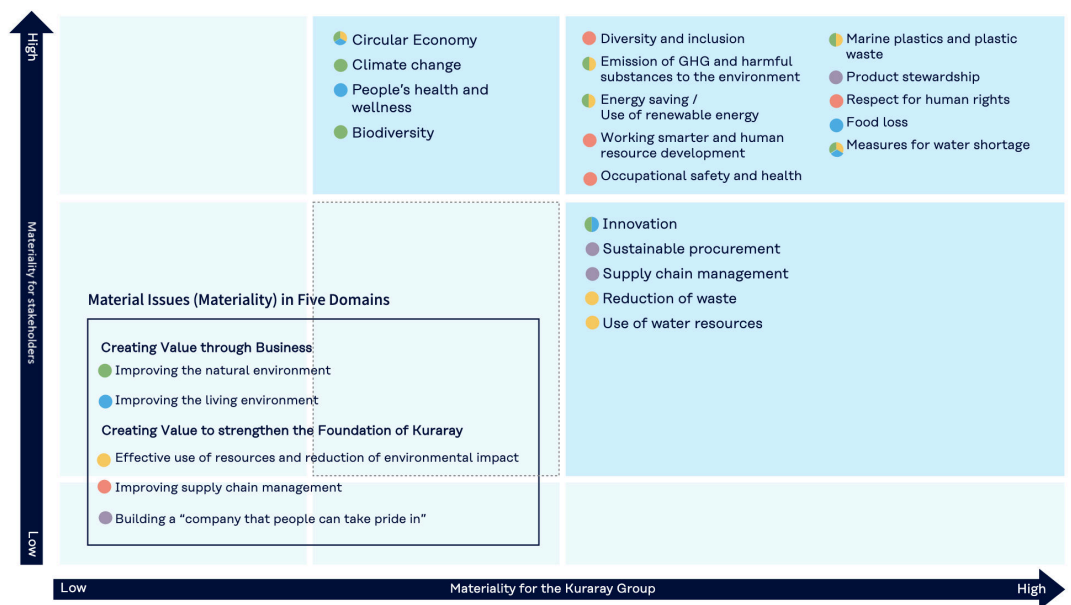 High
Materiality for stakeholders
Low
Circular Economy
Climate change
People's health and
wellness
Biodiversity
Diversity and inclusion
Emission of GHG and harmful
substances to the environment
Energy saving /
Use of renewable energy
Working smarter and human
resource development
Occupational safety and health
Marine plastics and plastic
waste
Product stewardship
Respect for human rights
Food loss
Measures for water shortage
Innovation
Sustainable procurement
Supply chain management
Reduction of waste
Use of water resources
Material Issues (Materiality) in Five Domains
Creating Value through Business
Improving the natural environment
Improving the living environment
Creating Value to strengthen the Foundation of Kuraray
Effective use of resources and reduction of environmental impact
Improving supply chain management
Building a “company that people can take pride in”
Low
Materiality for the Kuraray Group
High